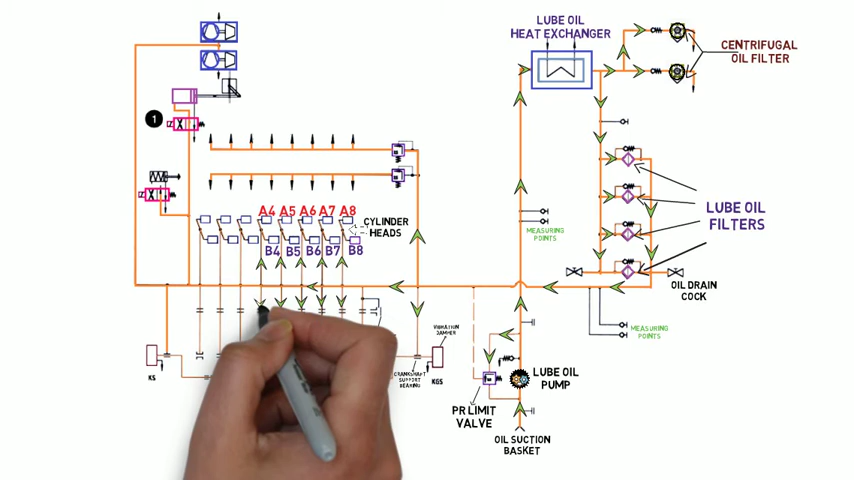 LUBE OIL
HEAT EXCHANGER
CENTRIFUGAL
OIL FILTER
1
A4 A5 A6 A7 A8
CYLINDER
HEADS
B4 B5 B6 B7 B8
MEASURING
POINTS
LUBE OIL
FILTERS
OIL DRAIN
COCK
MEASURING
POINTS
VIBRATION
DAMPER
KS
KGS
CRANKSHAFT
SUPPORT
BEARING
LUBE OIL
PUMP
PR LIMIT
VALVE
OIL SUCTION
BASKET